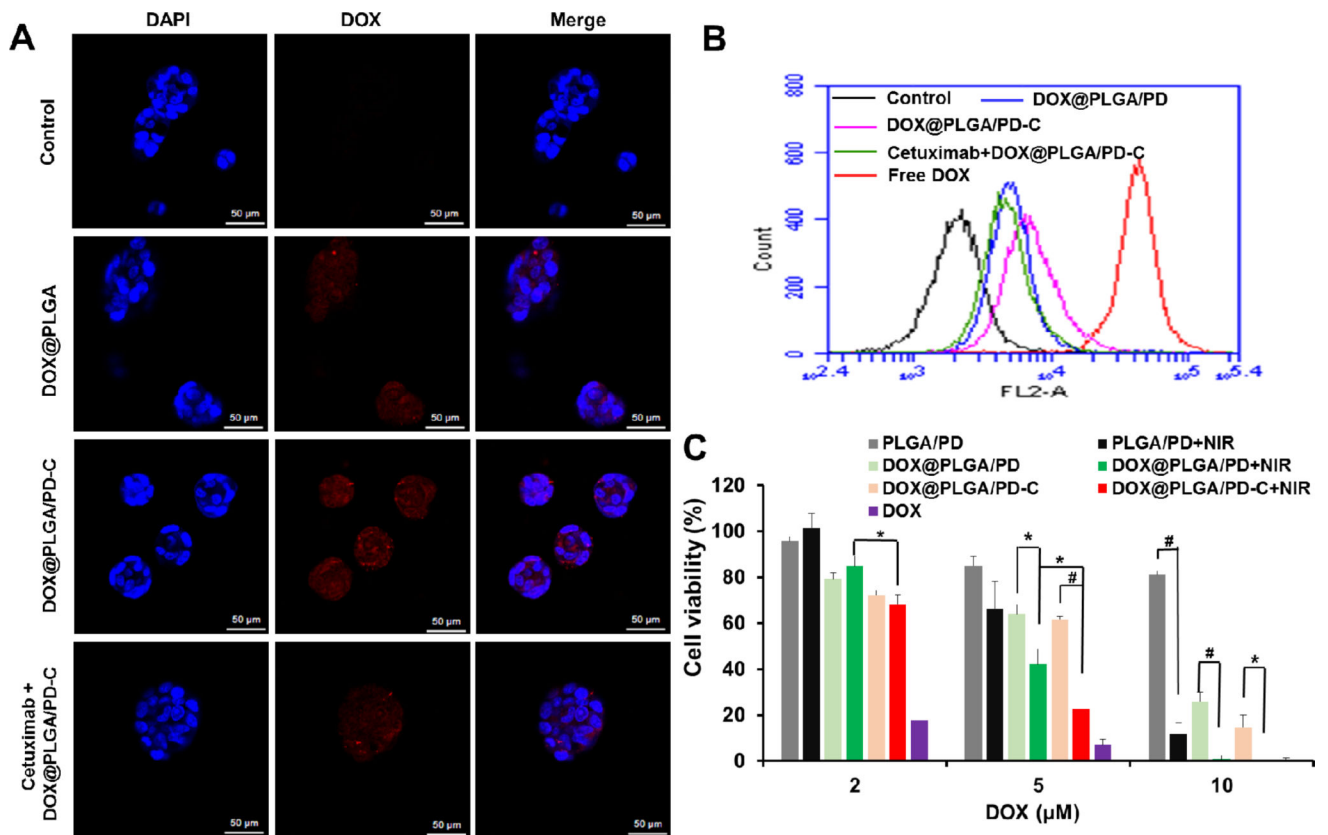 A
DAPI
DOX
Merge
Control
50 µm
50 µm
50 µm
DOX@PLGA
50 µm
50 µm
50 µm
DOX@PLGA/PD-C
50 µm
50 µm
50 µm
Cetuximab +
DOX@PLGA/PD-C
50 µm
50 µm
50 µm
B
800
600
400
200
0
Count
Control
DOX@PLGA/PD
DOX@PLGA/PD-C
Cetuximab+DOX@PLGA/PD-C
Free DOX
10 2.4
10 3
10 4
10 5
10 5.4
FL2-A
C
PLGA/PD
PLGA/PD+NIR
DOX@PLGA/PD
DOX@PLGA/PD+NIR
DOX@PLGA/PD-C
DOX@PLGA/PD-C+NIR
DOX
Cell viability (%)
120
100
80
60
40
20
0
*
*
*
#
#
#
*
2
5
10
DOX (µM)